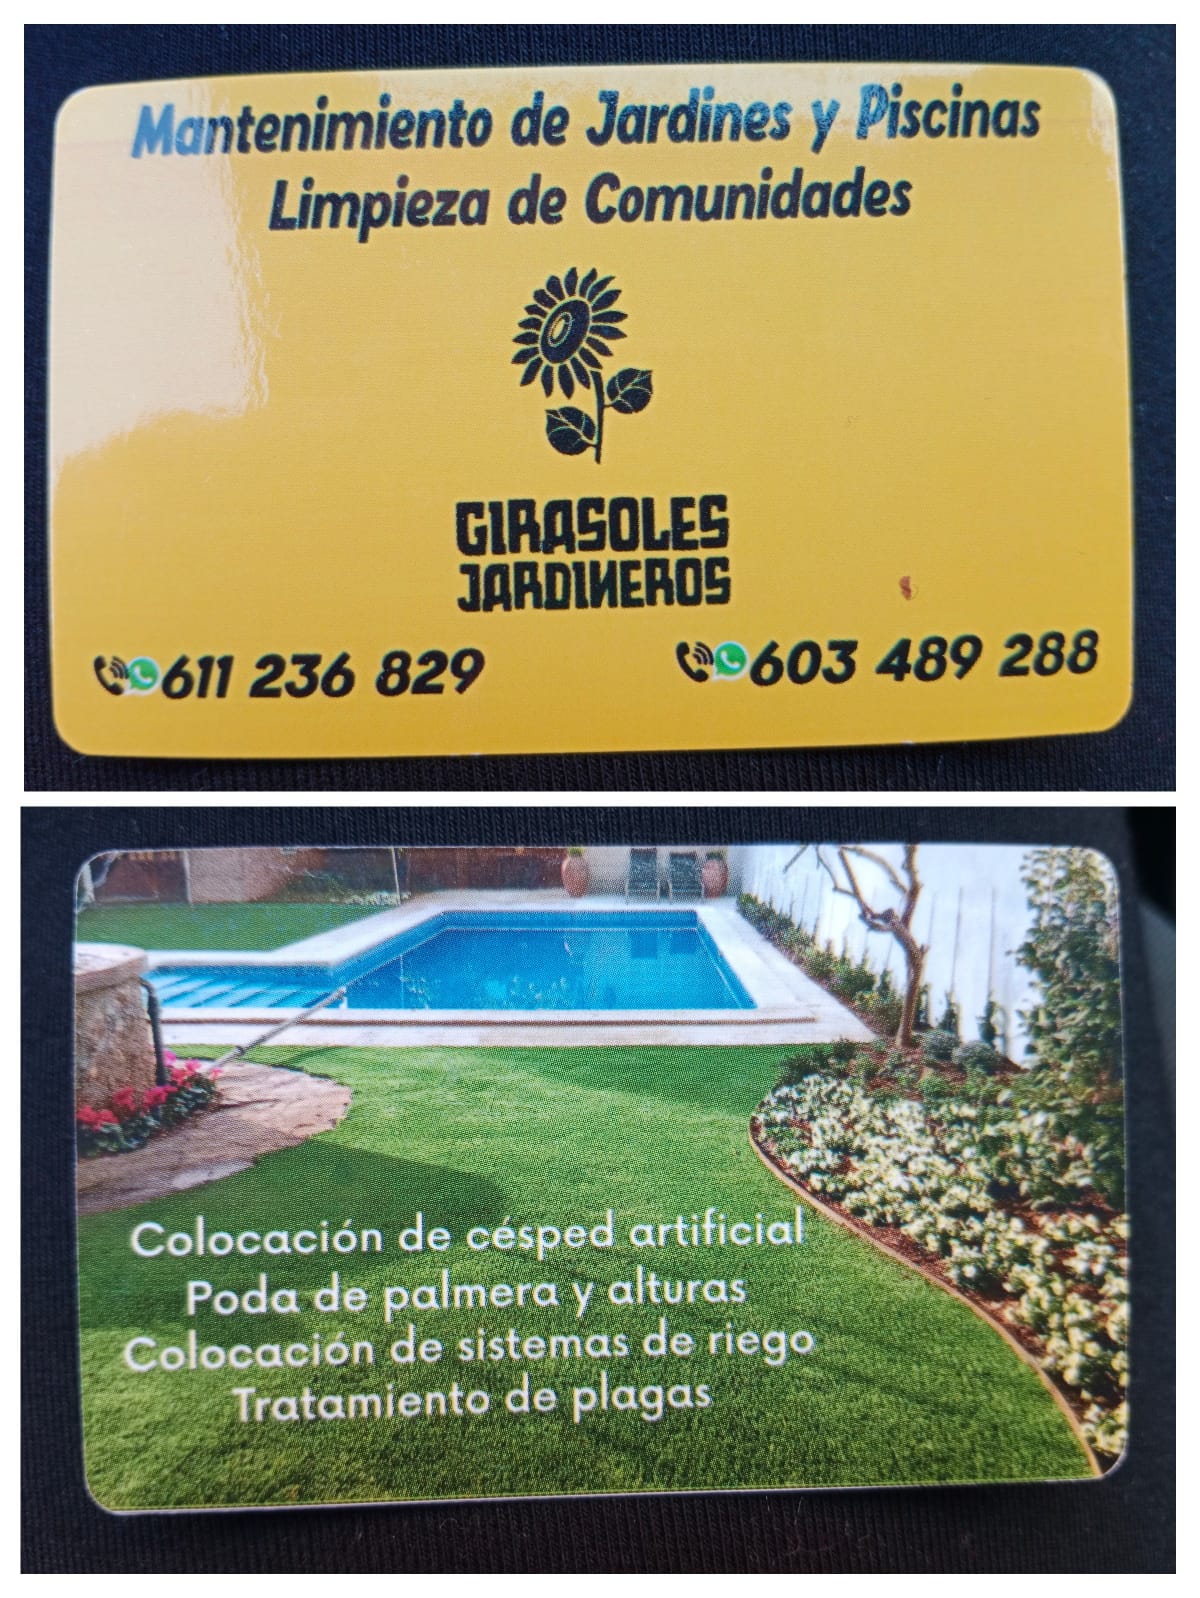 Mantenimiento de Jardines y Piscinas
Limpieza de Comunidades
GIRASOLES
JARDINEROS
611 236 829
603 489 288
Colocación de césped artificial
Poda de palmera y alturas
Colocación de sistemas de riego
Tratamiento de plagas